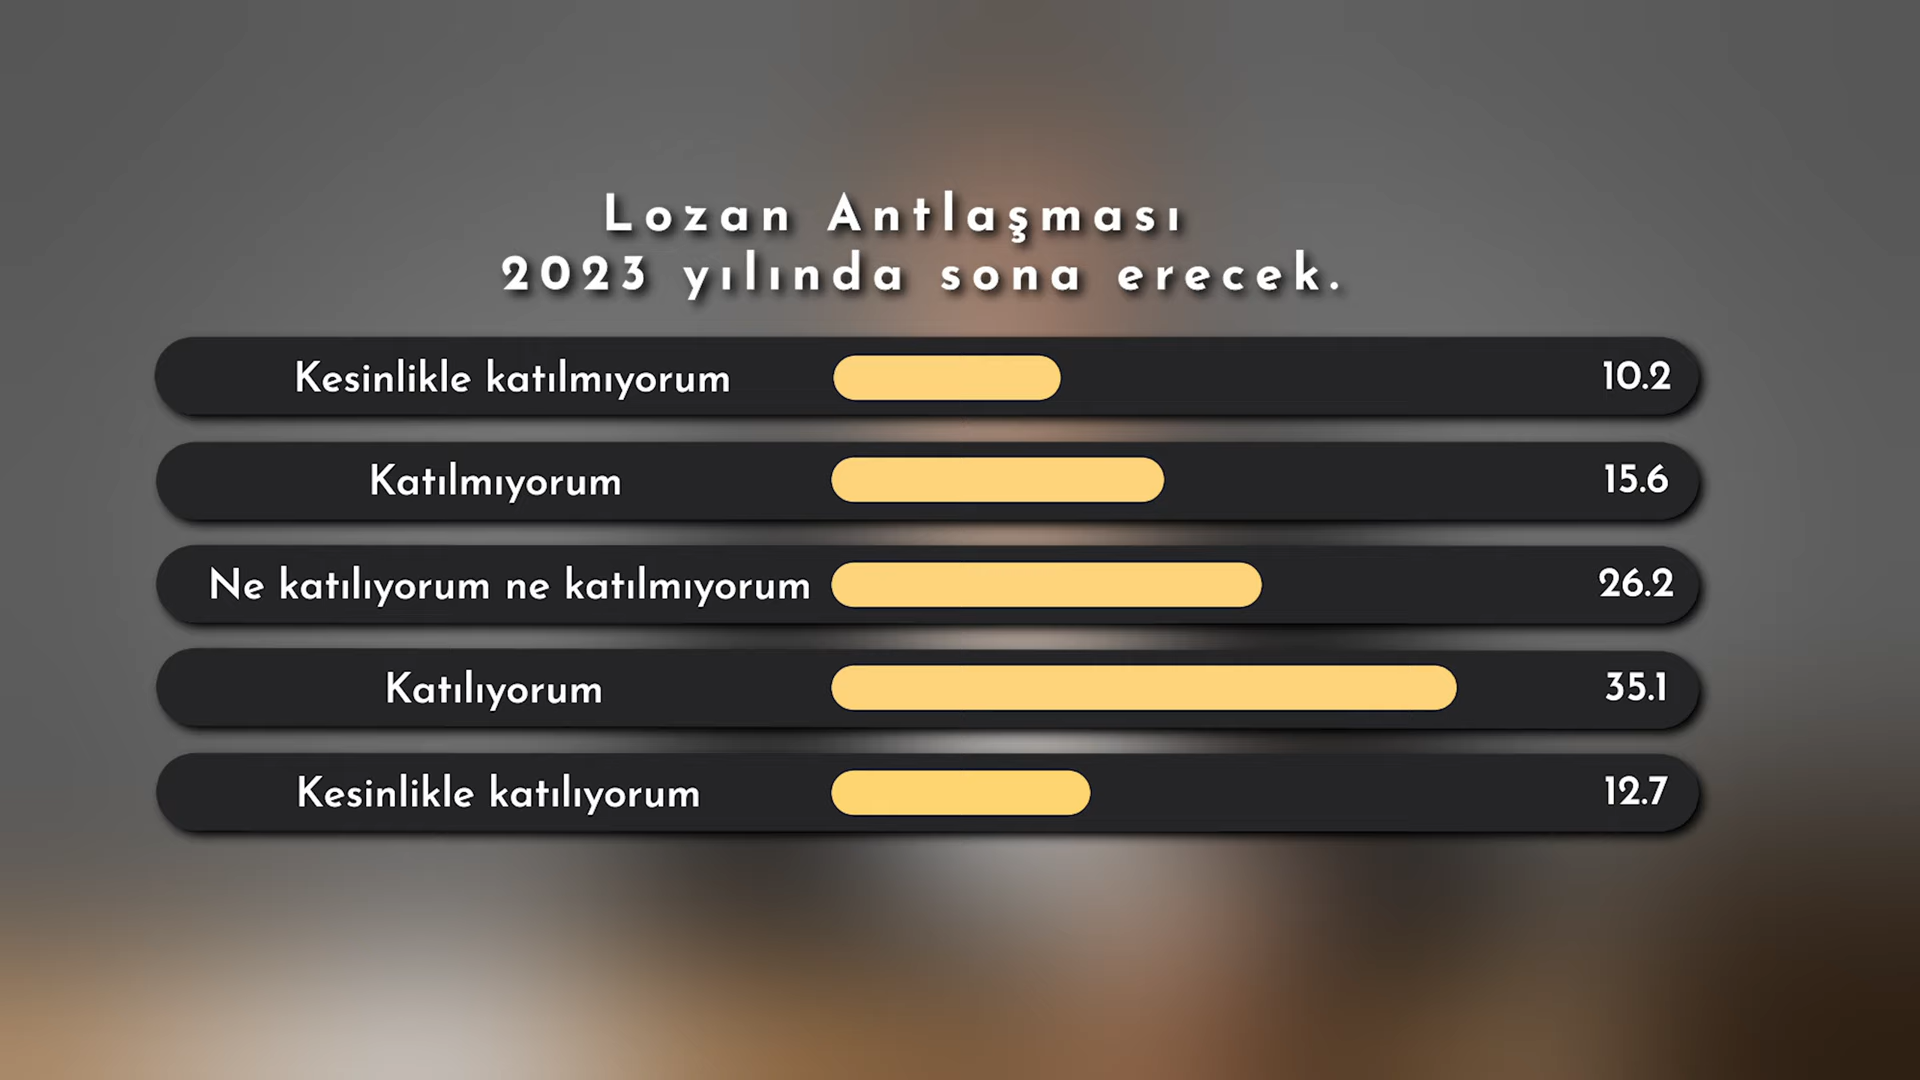 Lozan Antlaşması
2023 yılında sona erecek.
Kesinlikle katılmıyorum 10.2
Katılmıyorum 15.6
Ne katılıyorum ne katılmıyorum 26.2
Katılıyorum 35.1
Kesinlikle katılıyorum 12.7